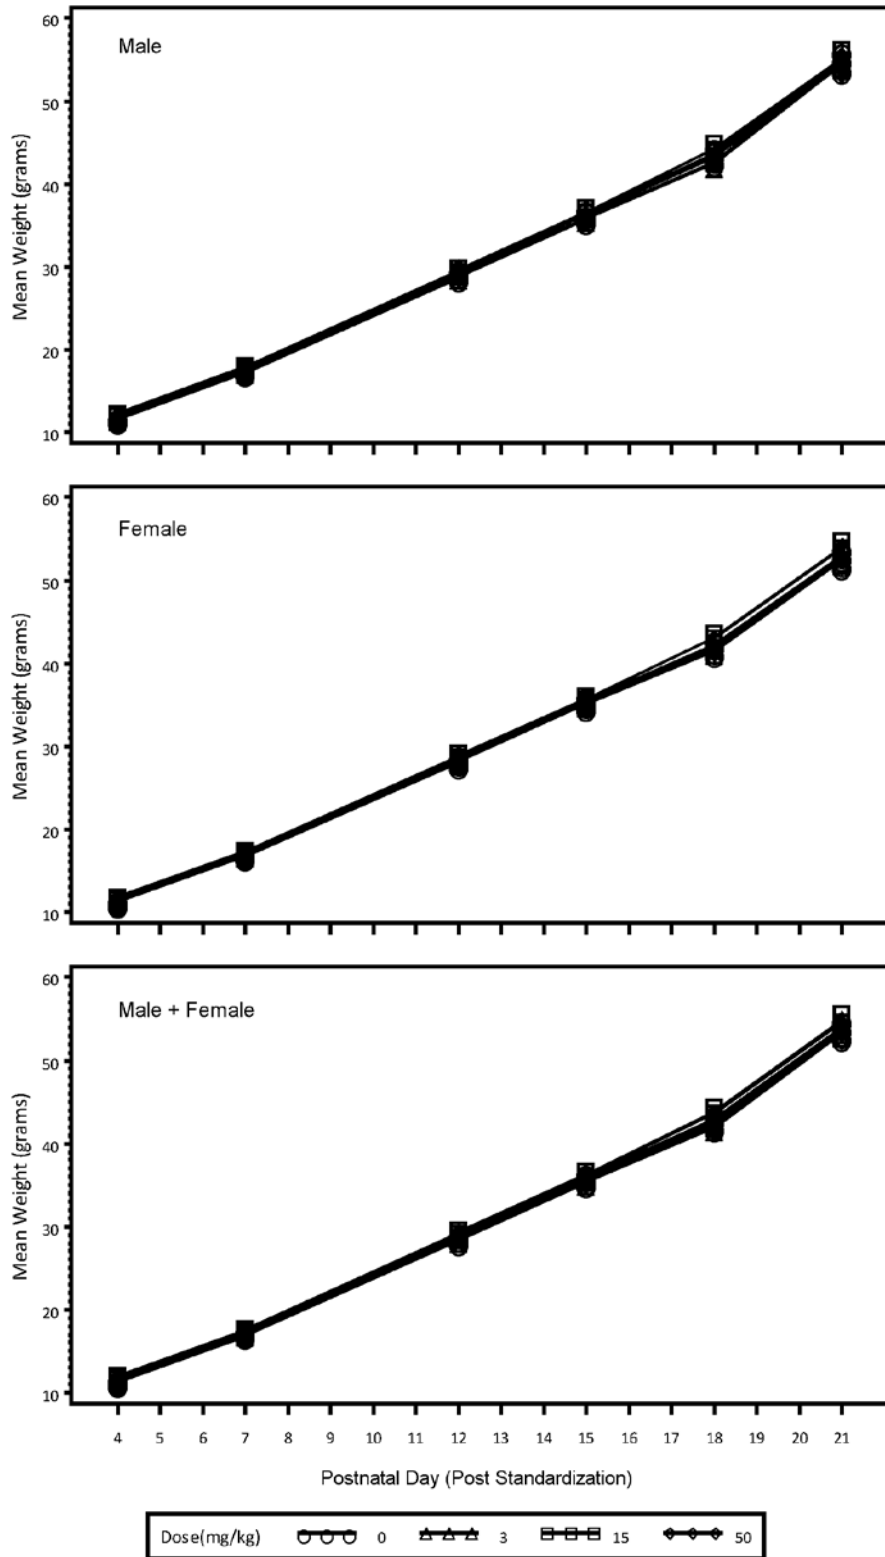 Male
Mean Weight (grams)
60
50
40
30
20
10
Female
Mean Weight (grams)
60
50
40
30
20
10
Male + Female
Mean Weight (grams)
60
50
40
30
20
10
4 5 6 7 8 9 10 11 12 13 14 15 16 17 18 19 20 21
Postnatal Day (Post Standardization)
Dose(mg/kg) 0 3 15 50